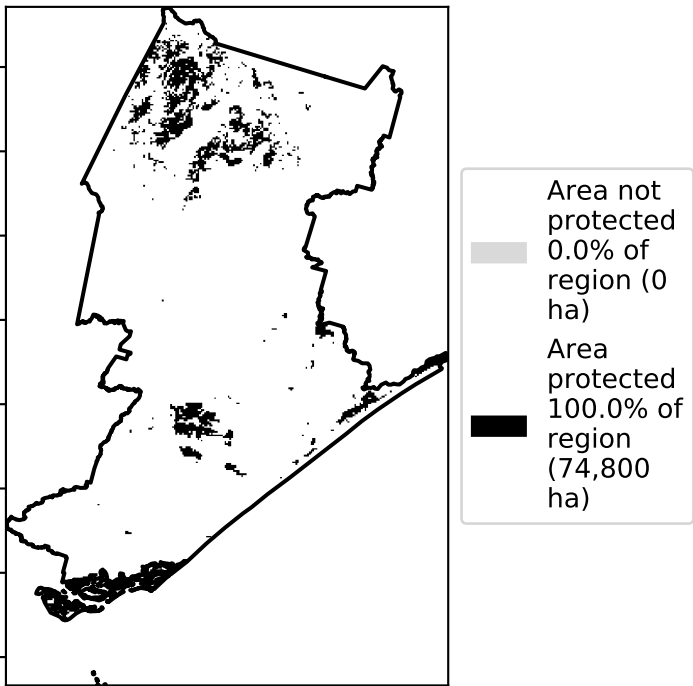 Area not
protected
0.0% of
region (0
ha)
Area
protected
100.0% of
region
(74,800
ha)